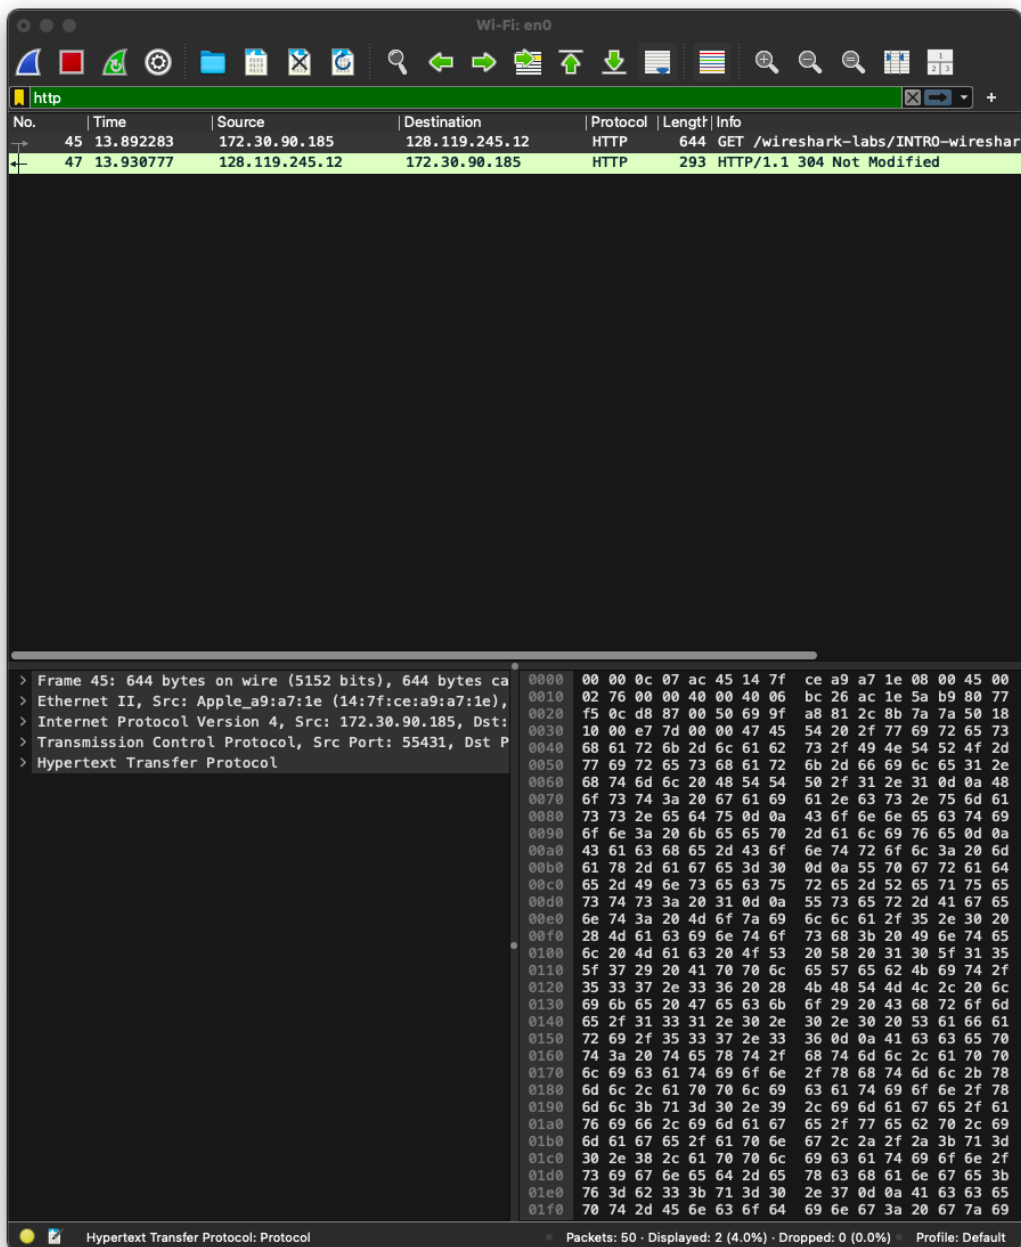 Wi-Fi: en0
http
No. Time Source Destination Protocol Length Info
45 13.892283 172.30.90.185 128.119.245.12 HTTP 644 GET /wireshark-labs/INTRO-wireshar
47 13.930777 128.119.245.12 172.30.90.185 HTTP 293 HTTP/1.1 304 Not Modified
> Frame 45: 644 bytes on wire (5152 bits), 644 bytes ca
> Ethernet II, Src: Apple_a9:a7:1e (14:7f:ce:a9:a7:1e),
> Internet Protocol Version 4, Src: 172.30.90.185, Dst:
> Transmission Control Protocol, Src Port: 55431, Dst P
> Hypertext Transfer Protocol
0000 00 00 0c 07 ac 45 14 7f ce a9 a7 1e 08 00 45 00
0010 02 76 00 00 40 00 40 06 bc 26 ac 1e 5a b9 80 77
0020 f5 0c d8 87 00 50 69 9f a8 81 2c 8b 7a 7a 50 18
0030 10 00 e7 7d 00 00 47 45 54 20 2f 77 69 72 65 73
0040 68 61 72 6b 2d 6c 61 62 73 2f 49 4e 54 52 4f 2d
0050 77 69 72 65 73 68 61 72 6b 2d 66 69 6c 65 31 2e
0060 68 74 6d 6c 20 48 54 54 50 2f 31 2e 31 0d 0a 48
0070 6f 73 74 3a 20 67 61 69 61 2e 63 73 2e 75 6d 61
0080 73 73 2e 65 64 75 0d 0a 43 6f 6e 6e 65 63 74 69
0090 6f 6e 3a 20 6b 65 65 70 2d 61 6c 69 76 65 0d 0a
00a0 43 61 63 68 65 2d 43 6f 6e 74 72 6f 6c 3a 20 6d
00b0 61 78 2d 61 67 65 3d 30 0d 0a 55 70 67 72 61 64
00c0 65 2d 49 6e 73 65 63 75 72 65 2d 52 65 71 75 65
00d0 73 74 73 3a 20 31 0d 0a 55 73 65 72 2d 41 67 65
00e0 6e 74 3a 20 4d 6f 7a 69 6c 6c 61 2f 35 2e 30 20
00f0 28 4d 61 63 69 6e 74 6f 73 68 3b 20 49 6e 74 65
0100 6c 20 4d 61 63 20 4f 53 20 58 20 31 30 5f 31 35
0110 5f 37 29 20 41 70 70 6c 65 57 65 62 4b 69 74 2f
0120 35 33 37 2e 33 36 20 28 4b 48 54 4d 4c 2c 20 6c
0130 69 6b 65 20 47 65 63 6b 6f 29 20 43 68 72 6f 6d
0140 65 2f 31 33 31 2e 30 2e 30 2e 30 20 53 61 66 61
0150 72 69 2f 35 33 37 2e 33 36 0d 0a 41 63 63 65 70
0160 74 3a 20 74 65 78 74 2f 68 74 6d 6c 2c 61 70 70
0170 6c 69 63 61 74 69 6f 6e 2f 78 68 74 6d 6c 2b 78
0180 6d 6c 2c 61 70 70 6c 69 63 61 74 69 6f 6e 2f 78
0190 6d 6c 3b 71 3d 30 2e 39 2c 69 6d 61 67 65 2f 61
01a0 76 69 66 2c 69 6d 61 67 65 2f 77 65 62 70 2c 69
01b0 6d 61 67 65 2f 61 70 6e 67 2c 2a 2f 2a 3b 71 3d
01c0 30 2e 38 2c 61 70 70 6c 69 63 61 74 69 6f 6e 2f
01d0 73 69 67 6e 65 64 2d 65 78 63 68 61 6e 67 65 3b
01e0 76 3d 62 33 3b 71 3d 30 2e 37 0d 0a 41 63 63 65
01f0 70 74 2d 45 6e 63 6f 64 69 6e 67 3a 20 67 7a 69
Hypertext Transfer Protocol: Protocol Packets: 50 · Displayed: 2 (4.0%) · Dropped: 0 (0.0%) Profile: Default